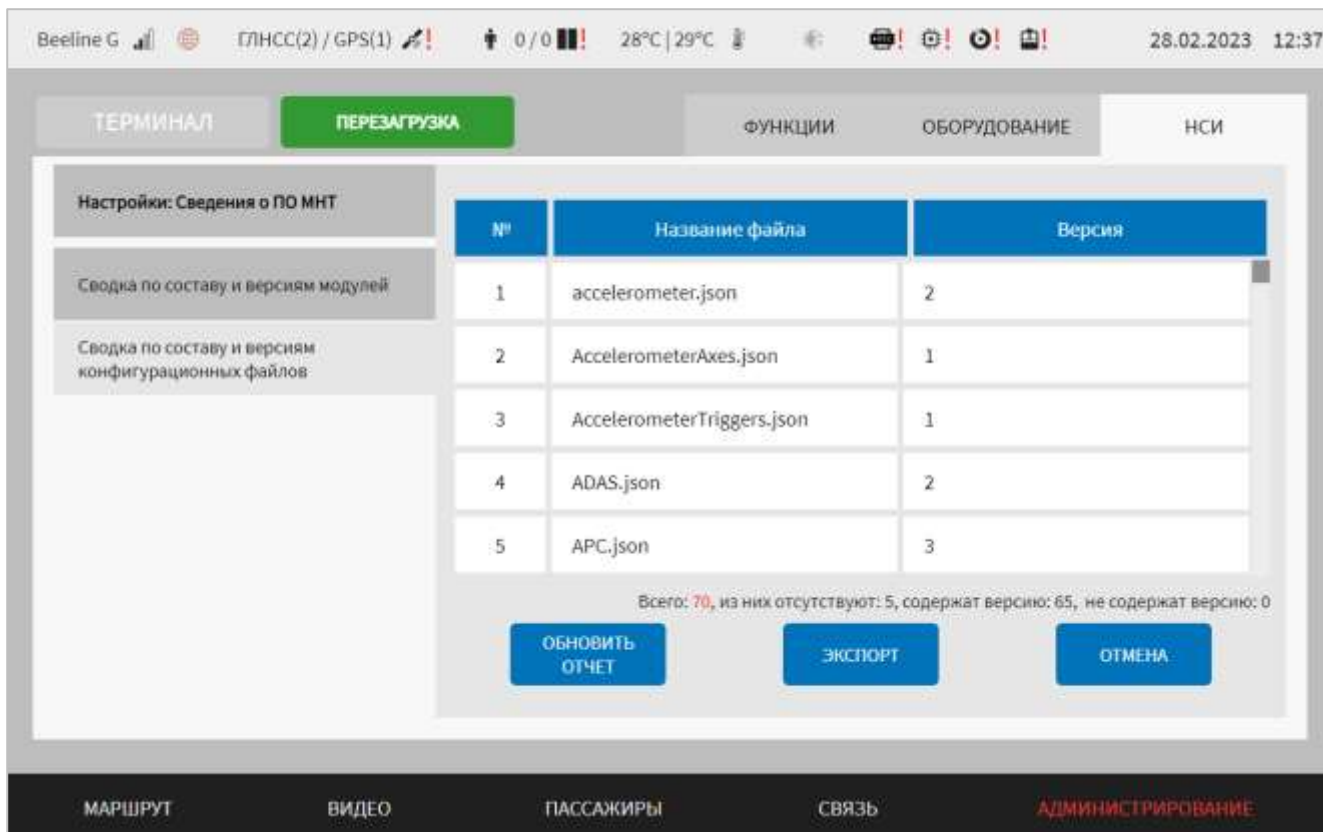 Beeline G ГЛНСС(2) / GPS(1) ! 0 / 0 ! 28°C | 29°C ! ! ! ! 28.02.2023 12:37
ТЕРМИНАЛ ПЕРЕЗАГРУЗКА ФУНКЦИИ ОБОРУДОВАНИЕ НСИ
Настройки: Сведения о ПО МНТ
Сводка по составу и версиям модулей
Сводка по составу и версиям
конфигурационных файлов
№ Название файла Версия
1 accelerometer.json 2
2 AccelerometerAxes.json 1
3 AccelerometerTriggers.json 1
4 ADAS.json 2
5 APC.json 3
Всего: 70, из них отсутствуют: 5, содержат версию: 65, не содержат версию: 0
ОБНОВИТЬ
ОТЧЕТ
ЭКСПОРТ
ОТМЕНА
МАРШРУТ ВИДЕО ПАССАЖИРЫ СВЯЗЬ АДМИНИСТРИРОВАНИЕ